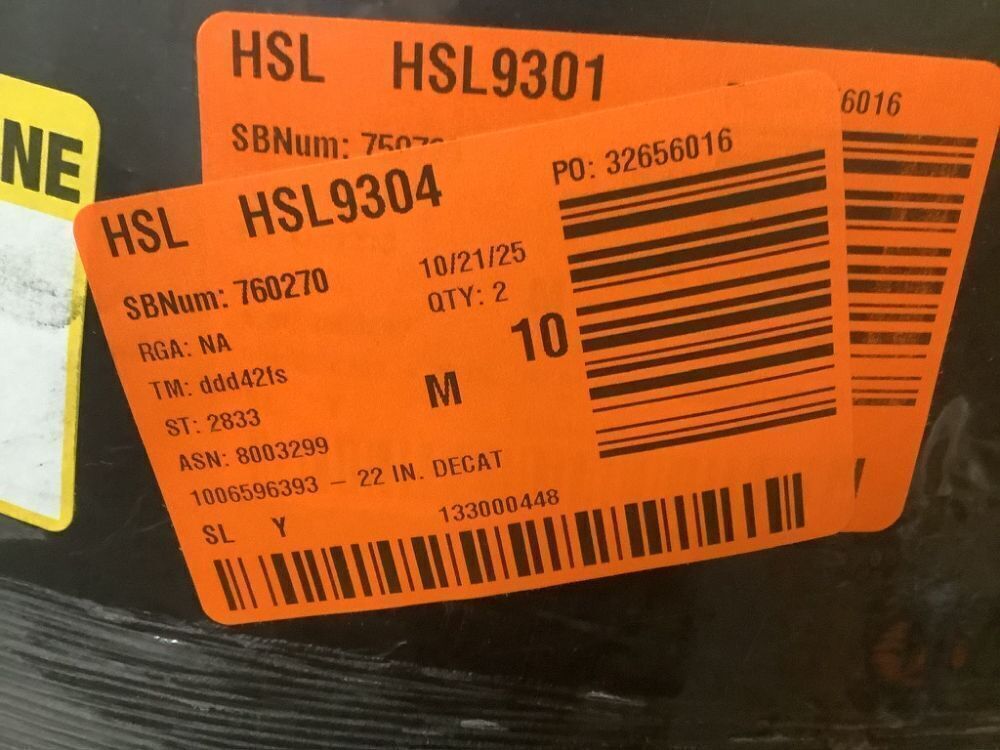 NE
HSL HSL9301
6016
SBNum:
HSL HSL9304
PO: 32656016
SBNum: 760270 10/21/25
QTY: 2
RGA: NA
10
TM: ddd42fs M
ST: 2833
ASN: 8003299
1006596393 – 22 IN. DECAT
SL Y 133000448